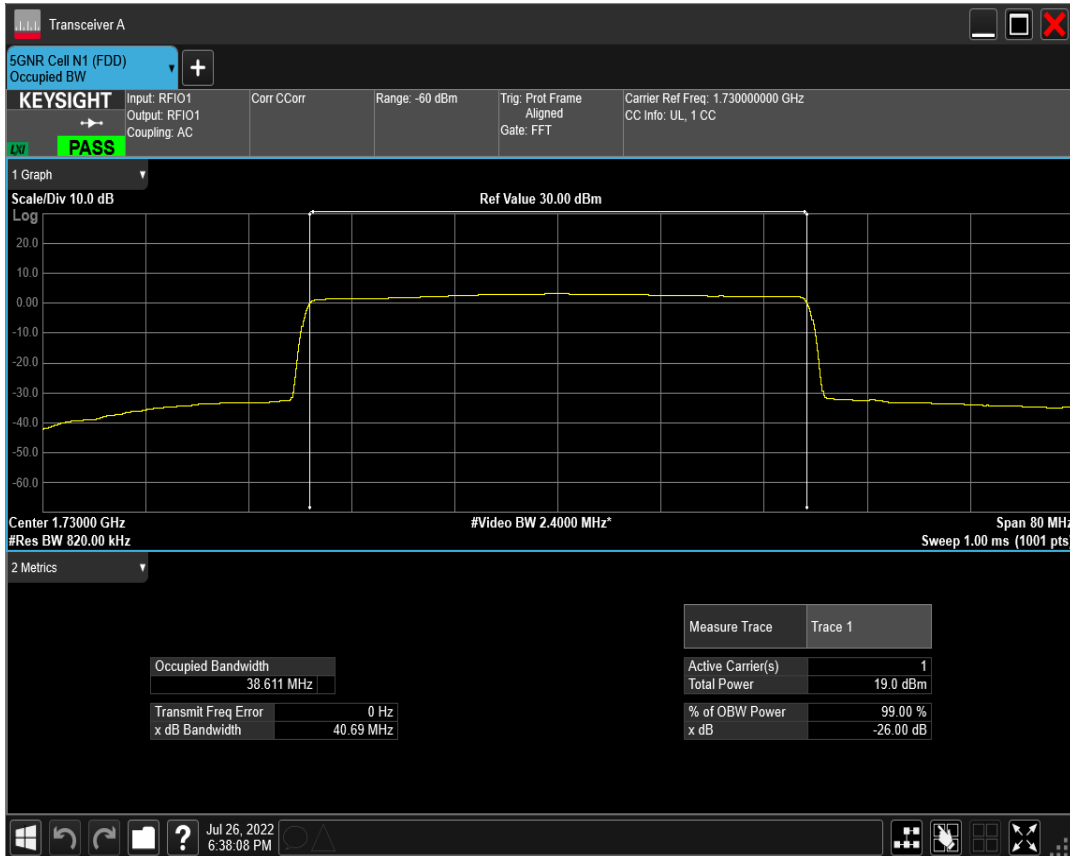 Transceiver A
5GNR Cell N1 (FDD)
Occupied BW
+
KEYSIGHT
LXI
PASS
Input: RFIO1
Output: RFIO1
Coupling: AC
Corr CCorr
Range: -60 dBm
Trig: Prot Frame
Aligned
Gate: FFT
Carrier Ref Freq: 1.730000000 GHz
CC Info: UL, 1 CC
1 Graph
Scale/Div 10.0 dB
Ref Value 30.00 dBm
Log
20.0
10.0
0.00
-10.0
-20.0
-30.0
-40.0
-50.0
-60.0
Center 1.73000 GHz
#Video BW 2.4000 MHz*
Span 80 MHz
#Res BW 820.00 kHz
Sweep 1.00 ms (1001 pts)
2 Metrics
Measure Trace Trace 1
Occupied Bandwidth
38.611 MHz
Active Carrier(s) 1
Total Power 19.0 dBm
Transmit Freq Error 0 Hz
x dB Bandwidth 40.69 MHz
% of OBW Power 99.00 %
x dB -26.00 dB
?
Jul 26, 2022
6:38:08 PM